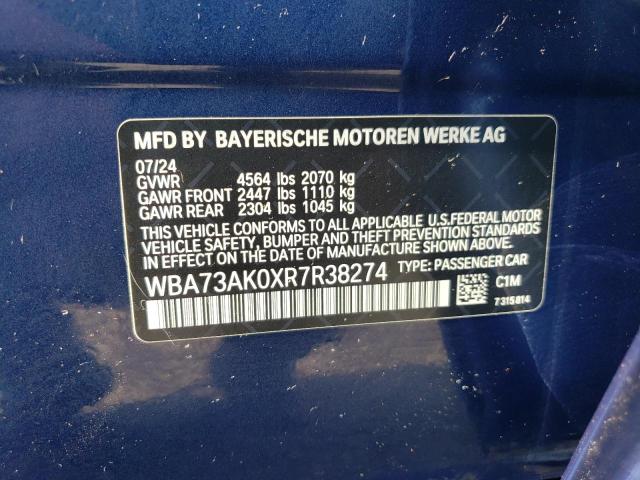 MFD BY BAYERISCHE MOTOREN WERKE AG
07/24
GVWR 4564 lbs 2070 kg
GAWR FRONT 2447 lbs 1110 kg
GAWR REAR 2304 lbs 1045 kg
THIS VEHICLE CONFORMS TO ALL APPLICABLE U.S.FEDERAL MOTOR
VEHICLE SAFETY, BUMPER AND THEFT PREVENTION STANDARDS
IN EFFECT ON THE DATE OF MANUFACTURE SHOWN ABOVE.
WBA73AK0XR7R38274 TYPE: PASSENGER CAR
C1M
7315814